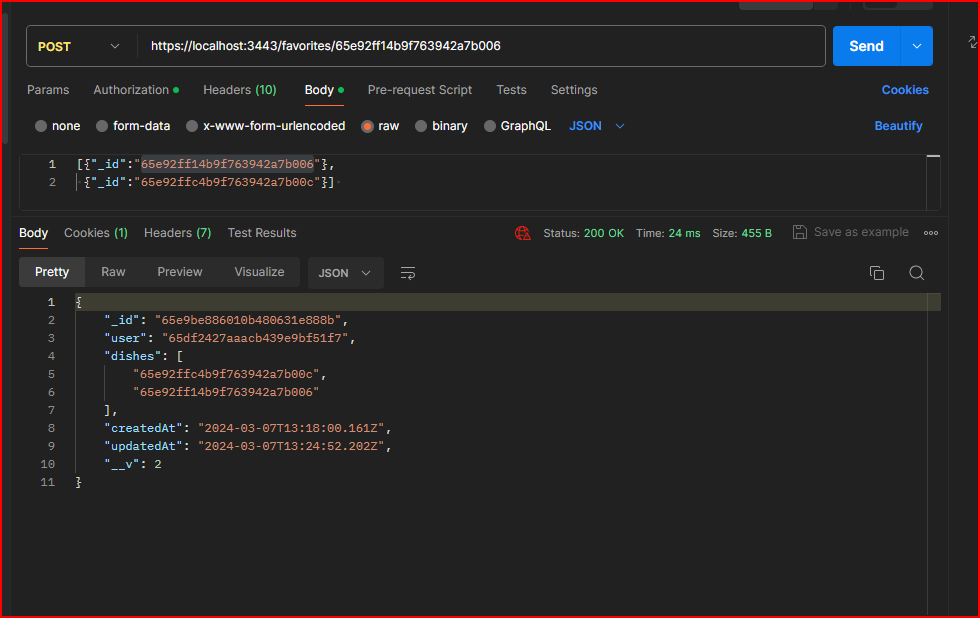 POST https://localhost:3443/favorites/65e92ff14b9f763942a7b006 Send
Params Authorization Headers (10) Body Pre-request Script Tests Settings Cookies
none form-data x-www-form-urlencoded raw binary GraphQL JSON Beautify
1 [{"_id":"65e92ff14b9f763942a7b006"},
2 {"_id":"65e92ffc4b9f763942a7b00c"}]
Body Cookies (1) Headers (7) Test Results Status: 200 OK Time: 24 ms Size: 455 B Save as example
Pretty Raw Preview Visualize JSON
1 {
2 "_id": "65e9be886010b480631e888b",
3 "user": "65df2427aaacb439e9bf51f7",
4 "dishes": [
5 "65e92ffc4b9f763942a7b00c",
6 "65e92ff14b9f763942a7b006"
7 ],
8 "createdAt": "2024-03-07T13:18:00.161Z",
9 "updatedAt": "2024-03-07T13:24:52.202Z",
10 "__v": 2
11 }